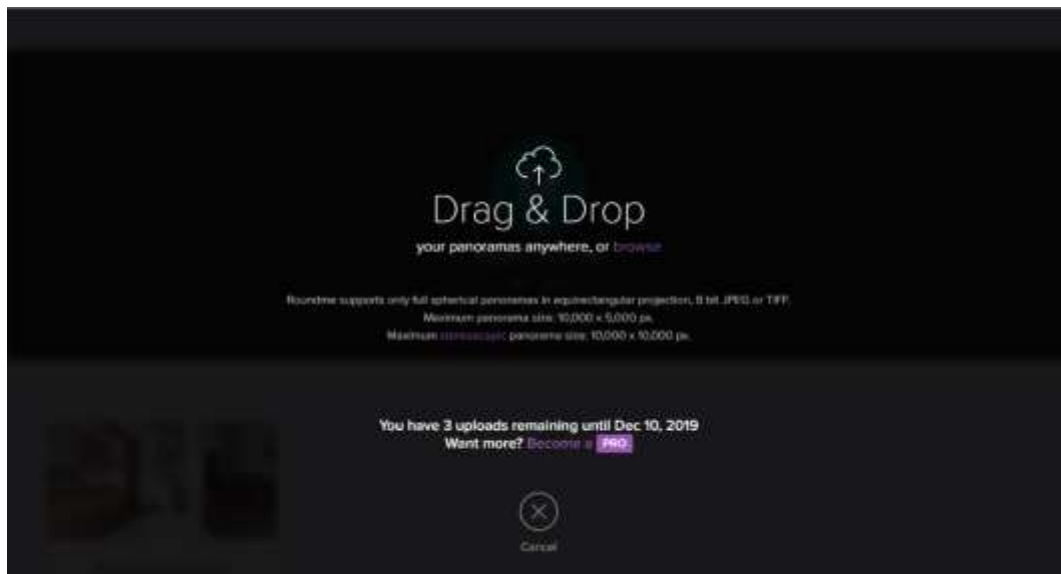 Drag & Drop
your panoramas anywhere, or browse
Roundme supports only full spherical panoramas in equirectangular projection, 8 bit JPEG or TIFF.
Maximum panorama size: 10,000 x 5,000 px.
Maximum stereoscopic panorama size: 10,000 x 10,000 px.
You have 3 uploads remaining until Dec 10, 2019
Want more? Become a PRO
Cancel